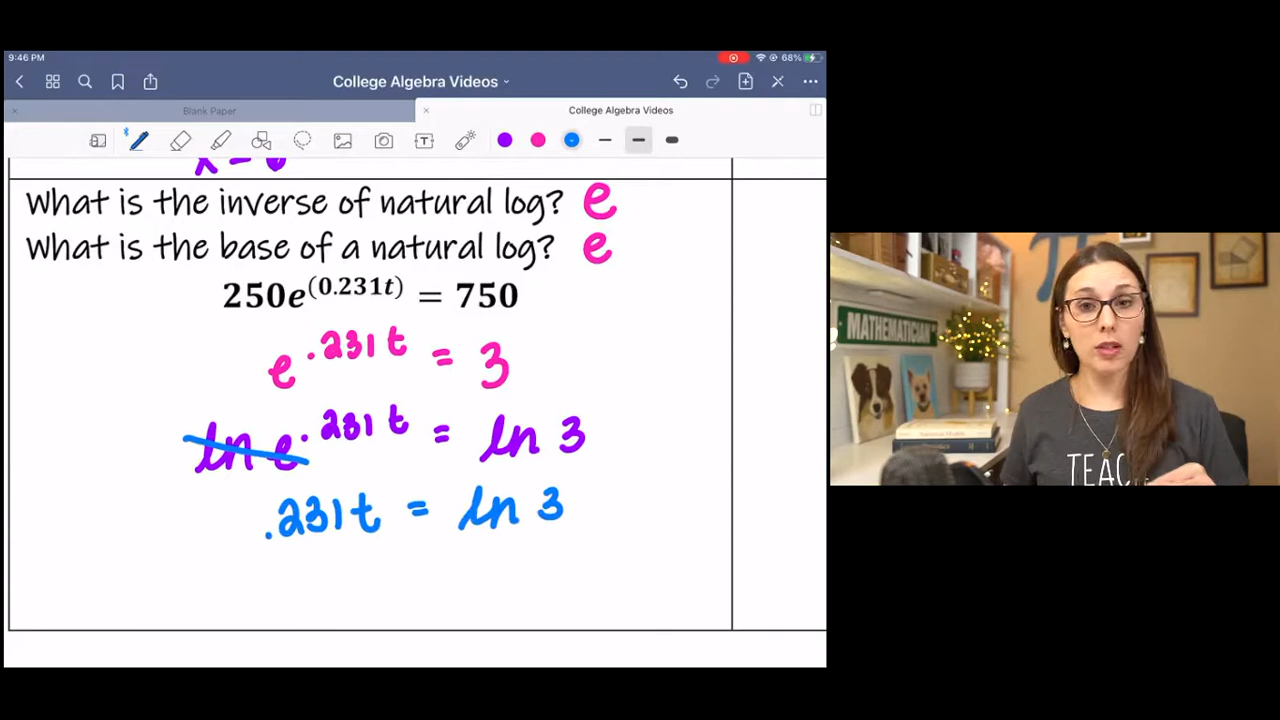 9:46 PM
68%
College Algebra Videos
Blank Paper
College Algebra Videos
What is the inverse of natural log? e
What is the base of a natural log? e
250e^(0.231t) = 750
e^.231t = 3
ln e^.231t = ln 3
.231t = ln 3
MATHEMATICIAN
TEAC